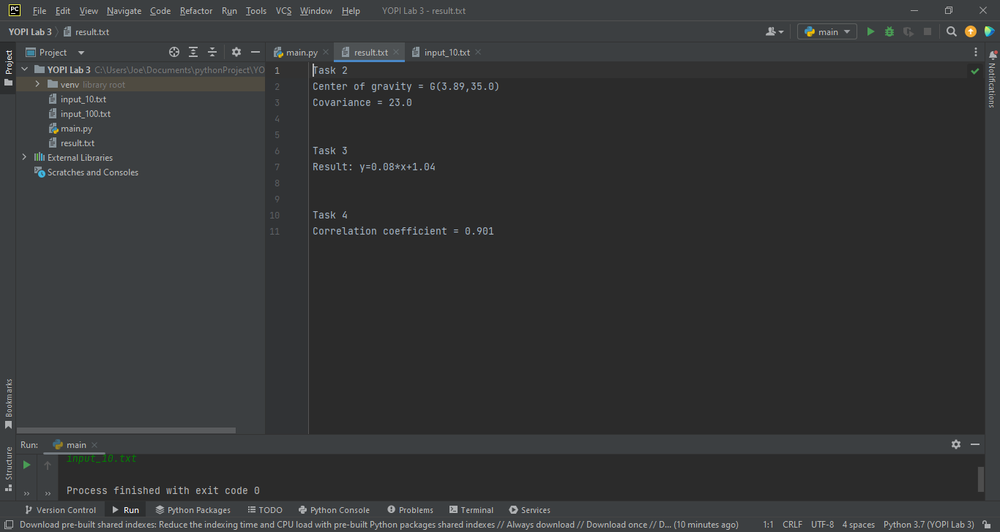 PC File Edit View Navigate Code Refactor Run Tools VCS Window Help YOPI Lab 3 - result.txt
YOPI Lab 3 result.txt main
Project main.py result.txt input_10.txt
Project
YOPI Lab 3 C:\Users\Joe\Documents\pythonProject\YO
venv library root
input_10.txt
input_100.txt
main.py
result.txt
External Libraries
Scratches and Consoles
1 Task 2
2 Center of gravity = G(3.89,35.0)
3 Covariance = 23.0
4
5
6 Task 3
7 Result: y=0.08*x+1.04
8
9
10 Task 4
11 Correlation coefficient = 0.901
Notifications
Bookmarks
Structure
Run: main
input_10.txt
Process finished with exit code 0
Version Control Run Python Packages TODO Python Console Problems Terminal Services
Download pre-built shared indexes: Reduce the indexing time and CPU load with pre-built Python packages shared indexes // Always download // Download once // D... (10 minutes ago) 1:1 CRLF UTF-8 4 spaces Python 3.7 (YOPI Lab 3)